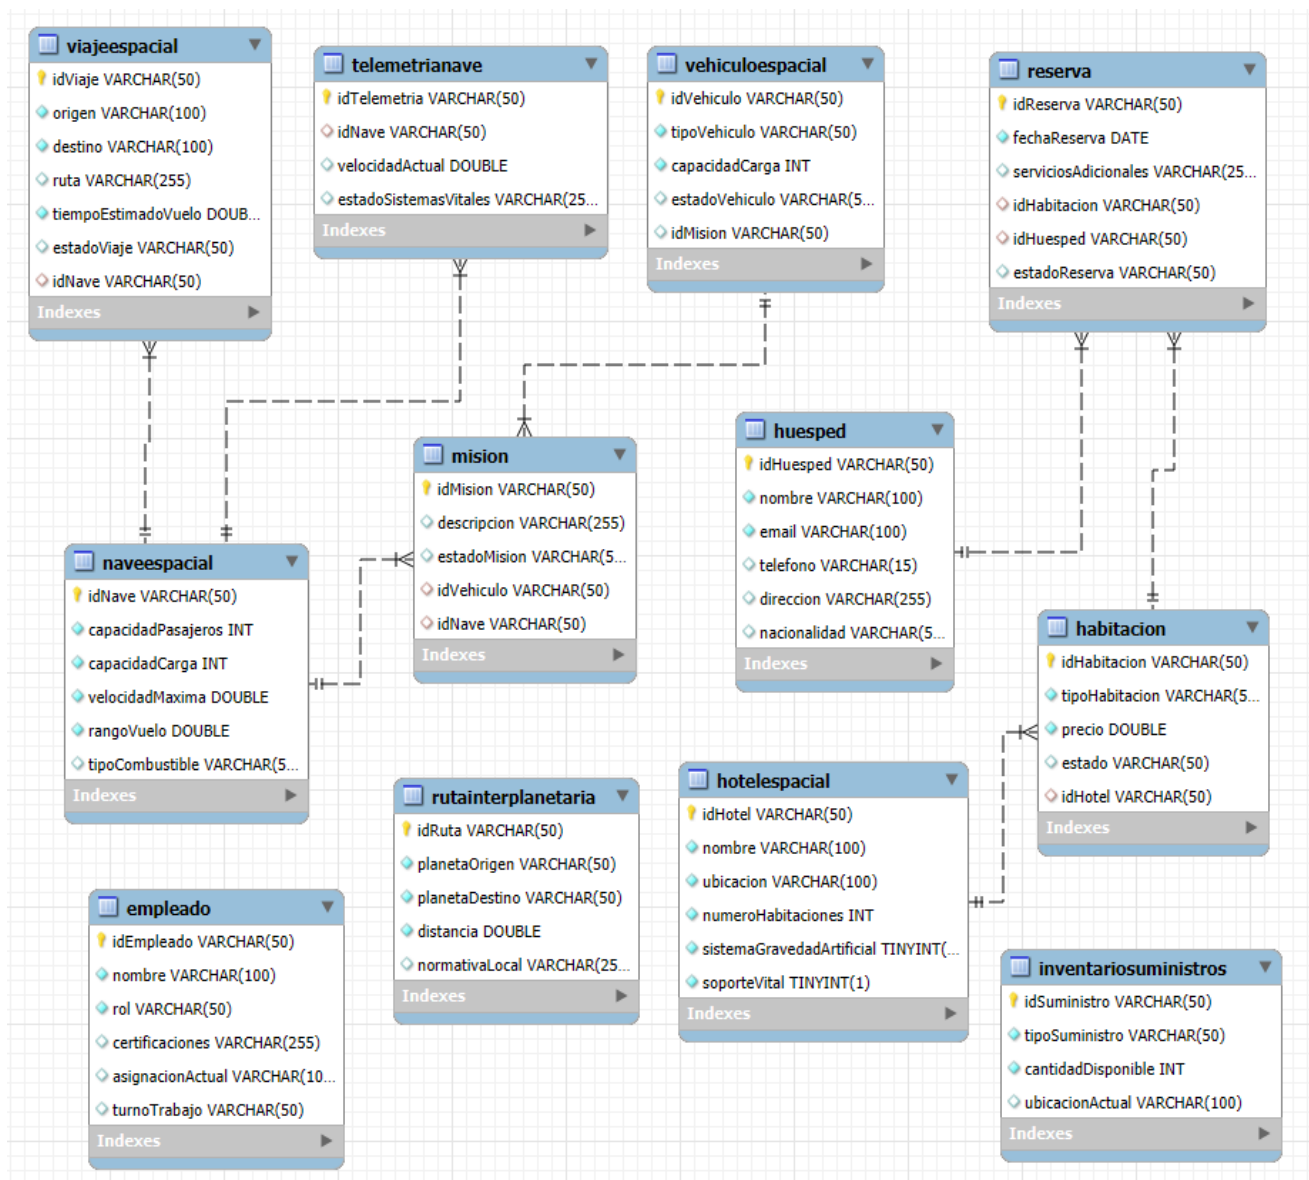 viajeespacial
idViaje VARCHAR(50)
origen VARCHAR(100)
destino VARCHAR(100)
ruta VARCHAR(255)
tiempoEstimadoVuelo DOUB...
estadoViaje VARCHAR(50)
idNave VARCHAR(50)
Indexes
telemetrianave
idTelemetria VARCHAR(50)
idNave VARCHAR(50)
velocidadActual DOUBLE
estadoSistemasVitales VARCHAR(25...
Indexes
vehiculoespacial
idVehiculo VARCHAR(50)
tipoVehiculo VARCHAR(50)
capacidadCarga INT
estadoVehiculo VARCHAR(5...
idMision VARCHAR(50)
Indexes
reserva
idReserva VARCHAR(50)
fechaReserva DATE
serviciosAdicionales VARCHAR(25...
idHabitacion VARCHAR(50)
idHuesped VARCHAR(50)
estadoReserva VARCHAR(50)
Indexes
mision
idMision VARCHAR(50)
descripcion VARCHAR(255)
estadoMision VARCHAR(5...
idVehiculo VARCHAR(50)
idNave VARCHAR(50)
Indexes
huesped
idHuesped VARCHAR(50)
nombre VARCHAR(100)
email VARCHAR(100)
telefono VARCHAR(15)
direccion VARCHAR(255)
nacionalidad VARCHAR(5...
Indexes
naveespacial
idNave VARCHAR(50)
capacidadPasajeros INT
capacidadCarga INT
velocidadMaxima DOUBLE
rangoVuelo DOUBLE
tipoCombustible VARCHAR(5...
Indexes
habitacion
idHabitacion VARCHAR(50)
tipoHabitacion VARCHAR(5...
precio DOUBLE
estado VARCHAR(50)
idHotel VARCHAR(50)
Indexes
rutainterplanetaria
idRuta VARCHAR(50)
planetaOrigen VARCHAR(50)
planetaDestino VARCHAR(50)
distancia DOUBLE
normativaLocal VARCHAR(25...
Indexes
hotelespacial
idHotel VARCHAR(50)
nombre VARCHAR(100)
ubicacion VARCHAR(100)
numeroHabitaciones INT
sistemaGravedadArtificial TINYINT(...
soporteVital TINYINT(1)
Indexes
empleado
idEmpleado VARCHAR(50)
nombre VARCHAR(100)
rol VARCHAR(50)
certificaciones VARCHAR(255)
asignacionActual VARCHAR(10...
turnoTrabajo VARCHAR(50)
Indexes
inventariosuministros
idSuministro VARCHAR(50)
tipoSuministro VARCHAR(50)
cantidadDisponible INT
ubicacionActual VARCHAR(100)
Indexes